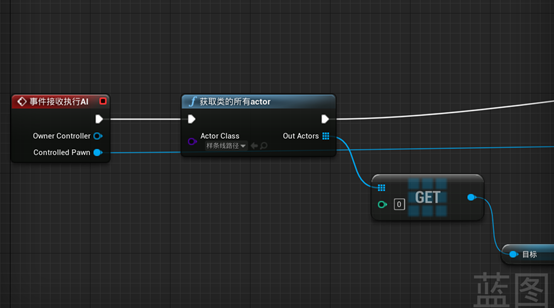 事件接收执行AI
获取类的所有actor
Owner Controller
Actor Class
Out Actors
样条线路径
Controlled Pawn
0
GET
目标
蓝图